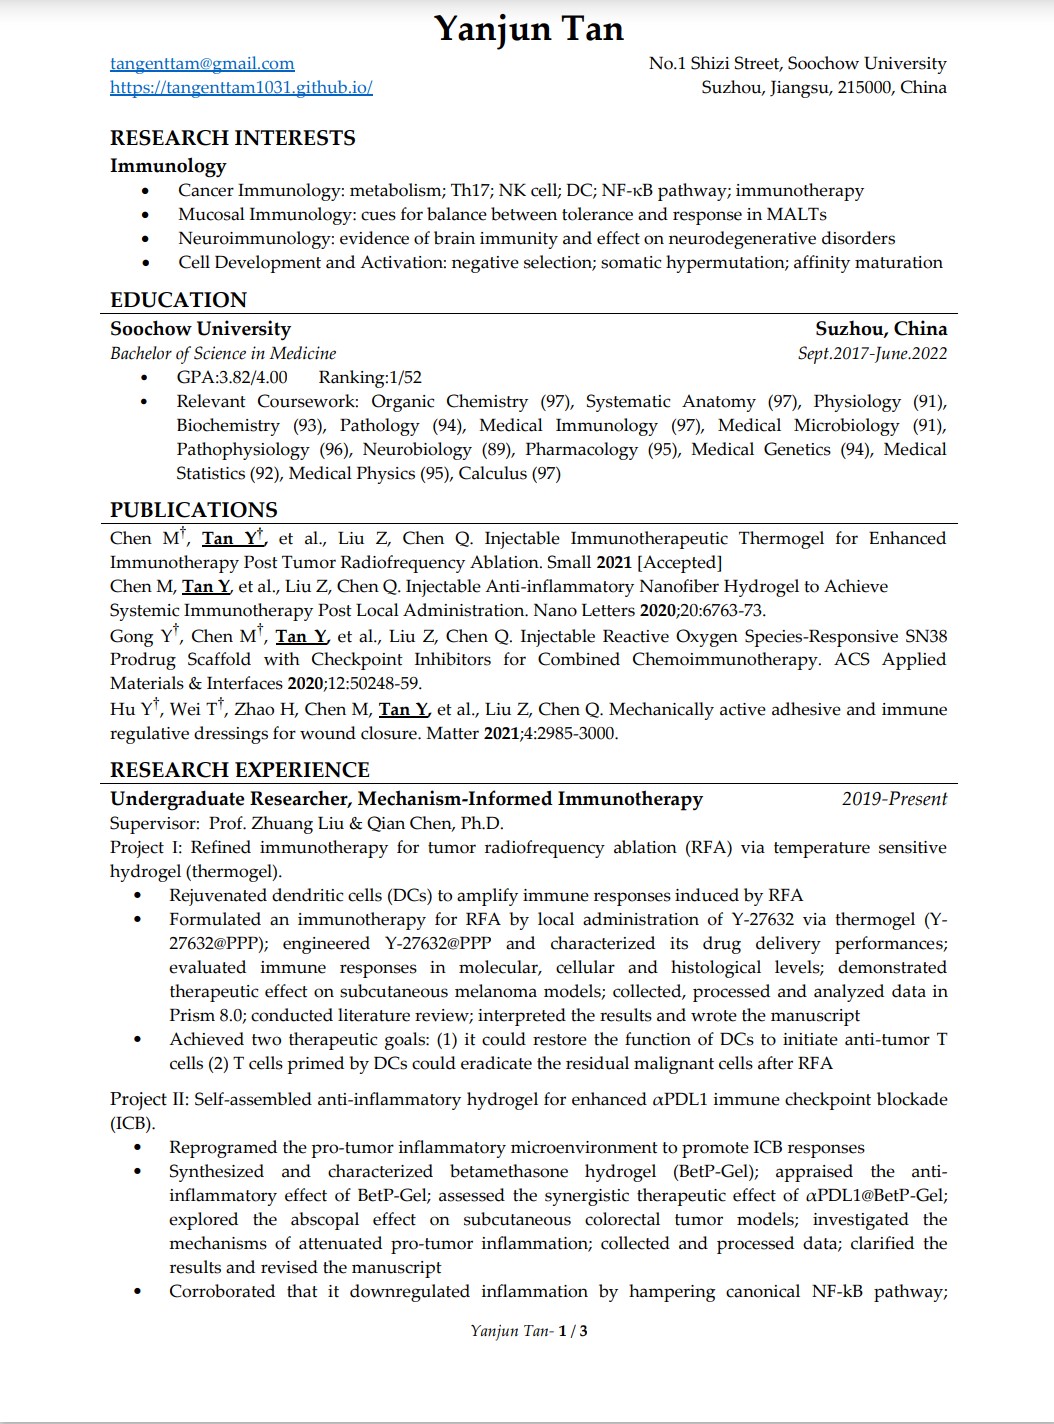 Yanjun Tan
tangenttam@gmail.com No.1 Shizi Street, Soochow University
https://tangenttam1031.github.io/ Suzhou, Jiangsu, 215000, China
RESEARCH INTERESTS
Immunology
• Cancer Immunology: metabolism; Th17; NK cell; DC; NF-κB pathway; immunotherapy
• Mucosal Immunology: cues for balance between tolerance and response in MALTs
• Neuroimmunology: evidence of brain immunity and effect on neurodegenerative disorders
• Cell Development and Activation: negative selection; somatic hypermutation; affinity maturation
EDUCATION
Soochow University Suzhou, China
Bachelor of Science in Medicine Sept.2017-June.2022
• GPA:3.82/4.00 Ranking:1/52
• Relevant Coursework: Organic Chemistry (97), Systematic Anatomy (97), Physiology (91),
Biochemistry (93), Pathology (94), Medical Immunology (97), Medical Microbiology (91),
Pathophysiology (96), Neurobiology (89), Pharmacology (95), Medical Genetics (94), Medical
Statistics (92), Medical Physics (95), Calculus (97)
PUBLICATIONS
Chen M†, Tan Y†, et al., Liu Z, Chen Q. Injectable Immunotherapeutic Thermogel for Enhanced
Immunotherapy Post Tumor Radiofrequency Ablation. Small 2021 [Accepted]
Chen M, Tan Y, et al., Liu Z, Chen Q. Injectable Anti-inflammatory Nanofiber Hydrogel to Achieve
Systemic Immunotherapy Post Local Administration. Nano Letters 2020;20:6763-73.
Gong Y†, Chen M†, Tan Y, et al., Liu Z, Chen Q. Injectable Reactive Oxygen Species-Responsive SN38
Prodrug Scaffold with Checkpoint Inhibitors for Combined Chemoimmunotherapy. ACS Applied
Materials & Interfaces 2020;12:50248-59.
Hu Y†, Wei T†, Zhao H, Chen M, Tan Y, et al., Liu Z, Chen Q. Mechanically active adhesive and immune
regulative dressings for wound closure. Matter 2021;4:2985-3000.
RESEARCH EXPERIENCE
Undergraduate Researcher, Mechanism-Informed Immunotherapy 2019-Present
Supervisor: Prof. Zhuang Liu & Qian Chen, Ph.D.
Project I: Refined immunotherapy for tumor radiofrequency ablation (RFA) via temperature sensitive
hydrogel (thermogel).
• Rejuvenated dendritic cells (DCs) to amplify immune responses induced by RFA
• Formulated an immunotherapy for RFA by local administration of Y-27632 via thermogel (Y-
27632@PPP); engineered Y-27632@PPP and characterized its drug delivery performances;
evaluated immune responses in molecular, cellular and histological levels; demonstrated
therapeutic effect on subcutaneous melanoma models; collected, processed and analyzed data in
Prism 8.0; conducted literature review; interpreted the results and wrote the manuscript
• Achieved two therapeutic goals: (1) it could restore the function of DCs to initiate anti-tumor T
cells (2) T cells primed by DCs could eradicate the residual malignant cells after RFA
Project II: Self-assembled anti-inflammatory hydrogel for enhanced αPDL1 immune checkpoint blockade
(ICB).
• Reprogramed the pro-tumor inflammatory microenvironment to promote ICB responses
• Synthesized and characterized betamethasone hydrogel (BetP-Gel); appraised the anti-
inflammatory effect of BetP-Gel; assessed the synergistic therapeutic effect of αPDL1@BetP-Gel;
explored the abscopal effect on subcutaneous colorectal tumor models; investigated the
mechanisms of attenuated pro-tumor inflammation; collected and processed data; clarified the
results and revised the manuscript
• Corroborated that it downregulated inflammation by hampering canonical NF-kB pathway;
Yanjun Tan- 1 / 3